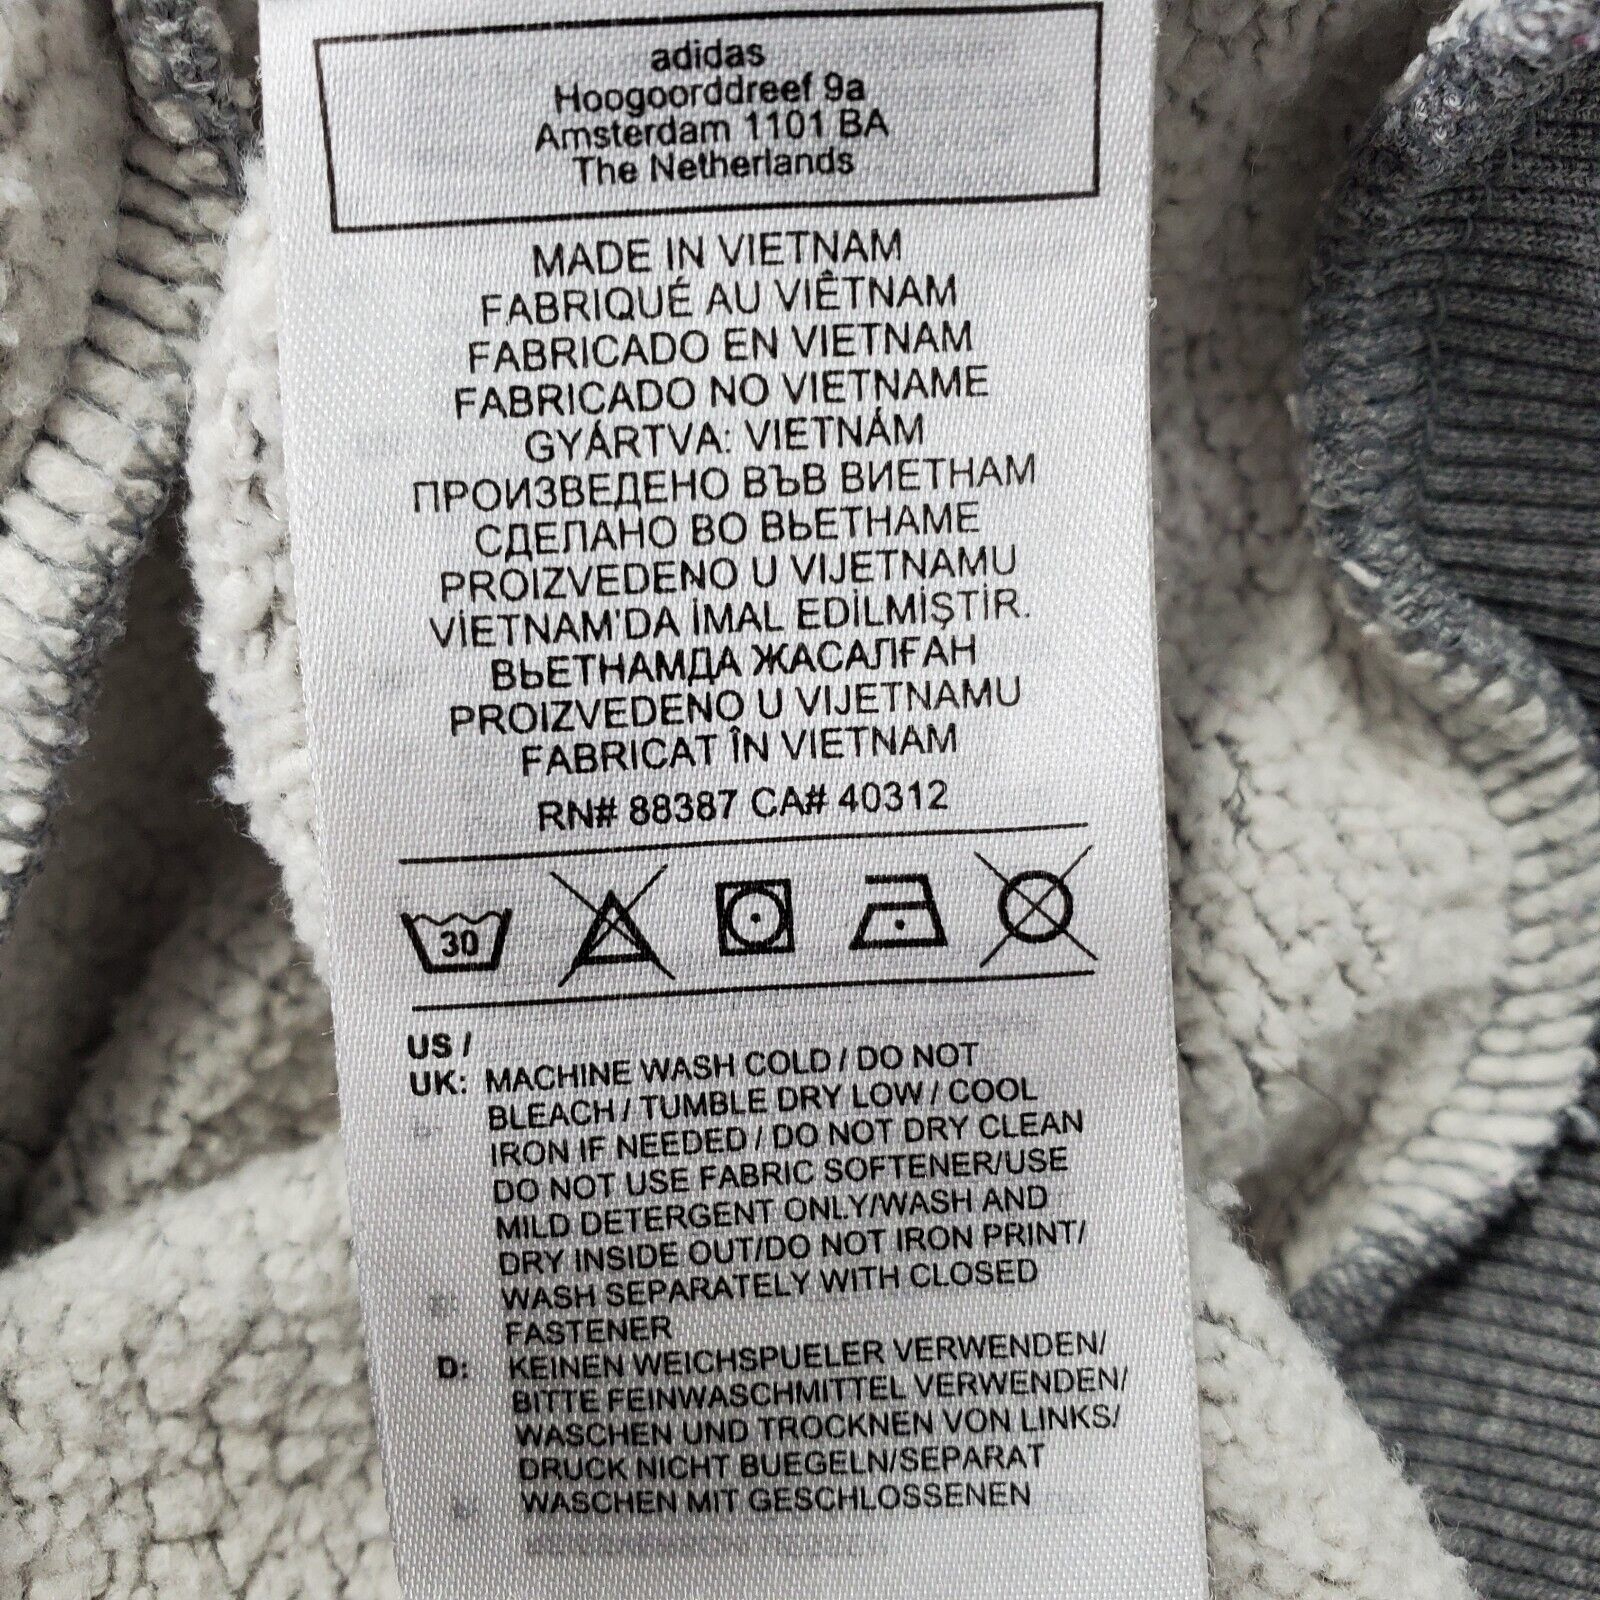 adidas
Hoogoorddreef 9a
Amsterdam 1101 BA
The Netherlands
MADE IN VIETNAM
FABRIQUÉ AU VIÊTNAM
FABRICADO EN VIETNAM
FABRICADO NO VIETNAME
GYÁRTVA: VIETNÁM
ПРОИЗВЕДЕНО ВЪВ ВИЕТНАМ
СДЕЛАНО ВО ВЬЕТНАМЕ
PROIZVEDENO U VIJETNAMU
VİETNAM'DA İMAL EDİLMİŞTİR.
ВЬЕТНАМДА ЖАСАЛҒАН
PROIZVEDENO U VIJETNAMU
FABRICAT ÎN VIETNAM
RN# 88387 CA# 40312
30
US /
UK: MACHINE WASH COLD / DO NOT
BLEACH / TUMBLE DRY LOW / COOL
IRON IF NEEDED / DO NOT DRY CLEAN
DO NOT USE FABRIC SOFTENER/USE
MILD DETERGENT ONLY/WASH AND
DRY INSIDE OUT/DO NOT IRON PRINT/
WASH SEPARATELY WITH CLOSED
FASTENER
D: KEINEN WEICHSPUELER VERWENDEN/
BITTE FEINWASCHMITTEL VERWENDEN/
WASCHEN UND TROCKNEN VON LINKS/
DRUCK NICHT BUEGELN/SEPARAT
WASCHEN MIT GESCHLOSSENEN